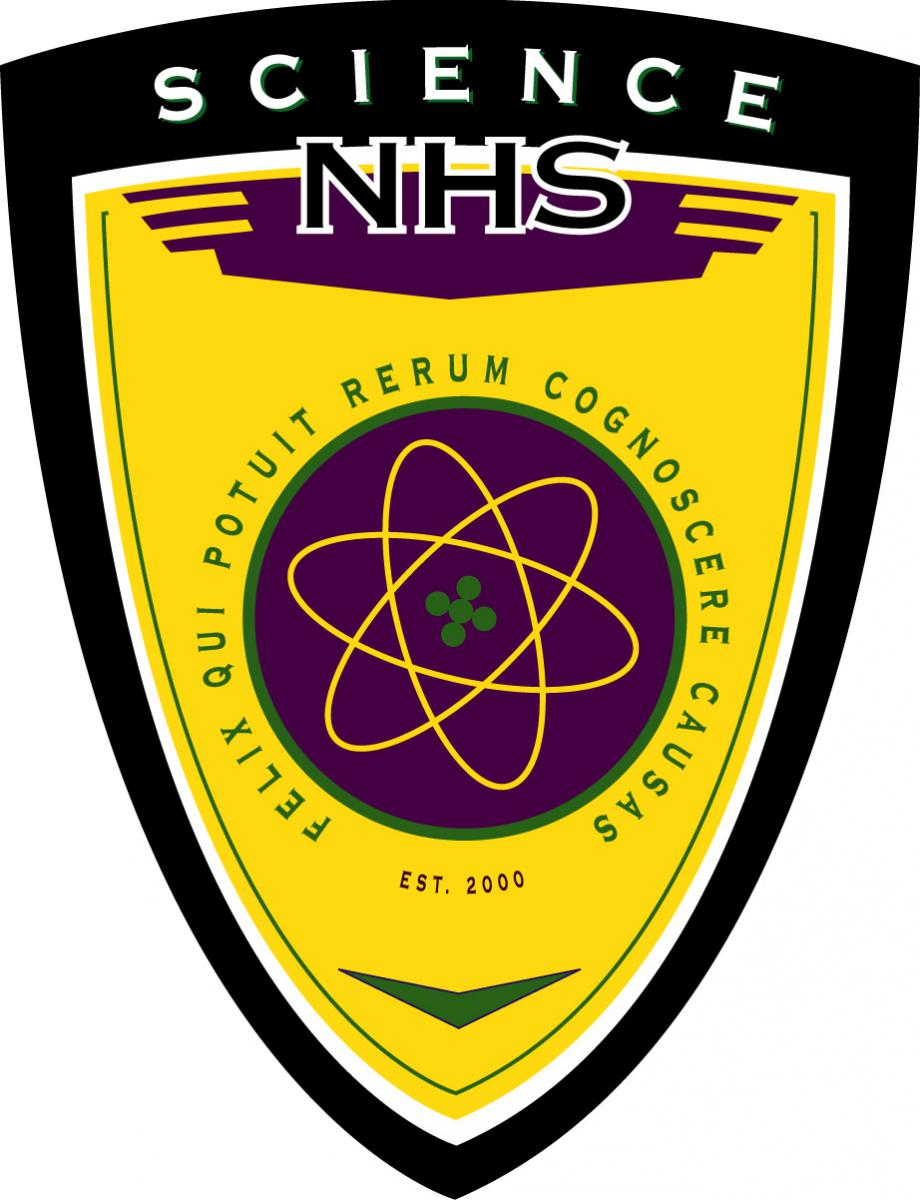 SCIENCE
NHS
FELIX QUI POTUIT RERUM COGNOSCERE CAUSAS
EST. 2000